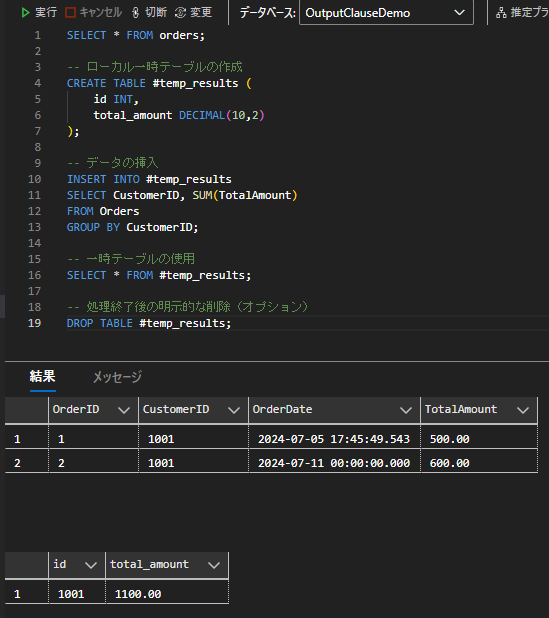 実行 キャンセル 切断 変更 データベース: OutputClauseDemo 推定プラ
1 SELECT * FROM orders;
2
3 -- ローカル一時テーブルの作成
4 CREATE TABLE #temp_results (
5 id INT,
6 total_amount DECIMAL(10,2)
7 );
8
9 -- データの挿入
10 INSERT INTO #temp_results
11 SELECT CustomerID, SUM(TotalAmount)
12 FROM Orders
13 GROUP BY CustomerID;
14
15 -- 一時テーブルの使用
16 SELECT * FROM #temp_results;
17
18 -- 処理終了後の明示的な削除（オプション）
19 DROP TABLE #temp_results;
結果 メッセージ
OrderID CustomerID OrderDate TotalAmount
1 1 1001 2024-07-05 17:45:49.543 500.00
2 2 1001 2024-07-11 00:00:00.000 600.00
id total_amount
1 1001 1100.00